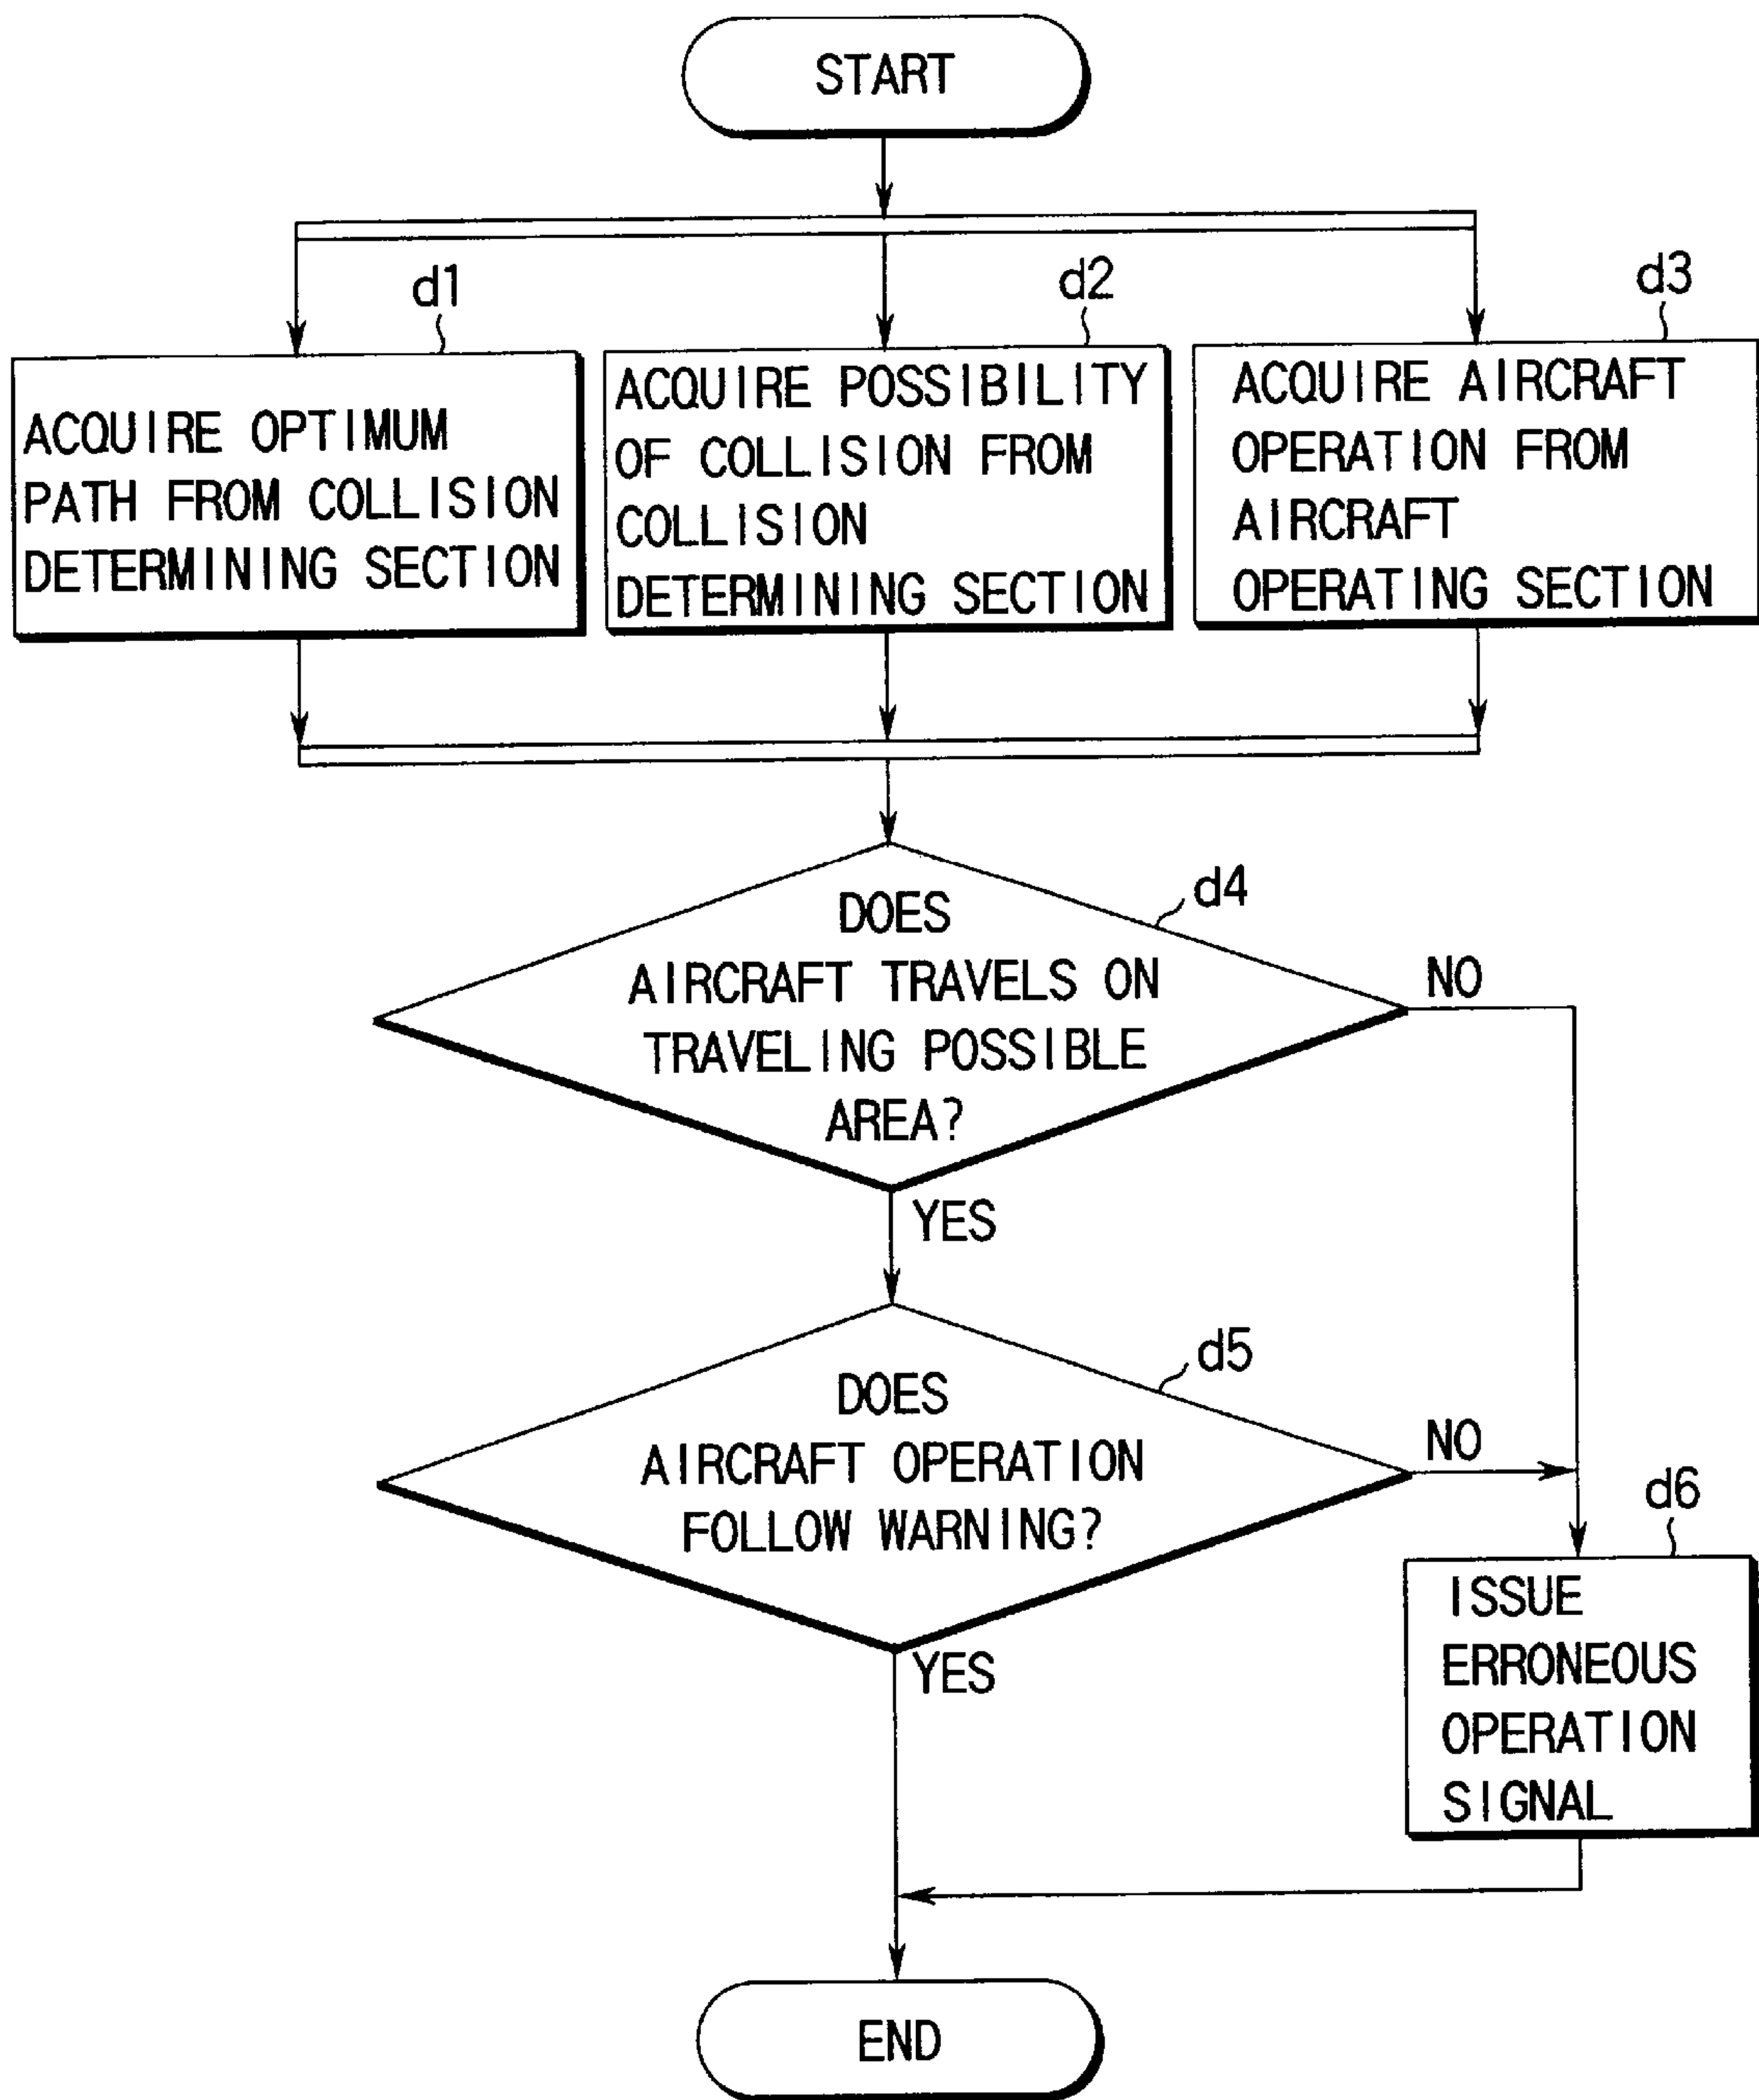 START
d1
d2
d3
ACQUIRE OPTIMUM
PATH FROM COLLISION
DETERMINING SECTION
ACQUIRE POSSIBILITY
OF COLLISION FROM
COLLISION
DETERMINING SECTION
ACQUIRE AIRCRAFT
OPERATION FROM
AIRCRAFT
OPERATING SECTION
d4
DOES
AIRCRAFT TRAVELS ON
TRAVELING POSSIBLE
AREA?
NO
YES
d5
DOES
AIRCRAFT OPERATION
FOLLOW WARNING?
NO
YES
d6
ISSUE
ERRONEOUS
OPERATION
SIGNAL
END